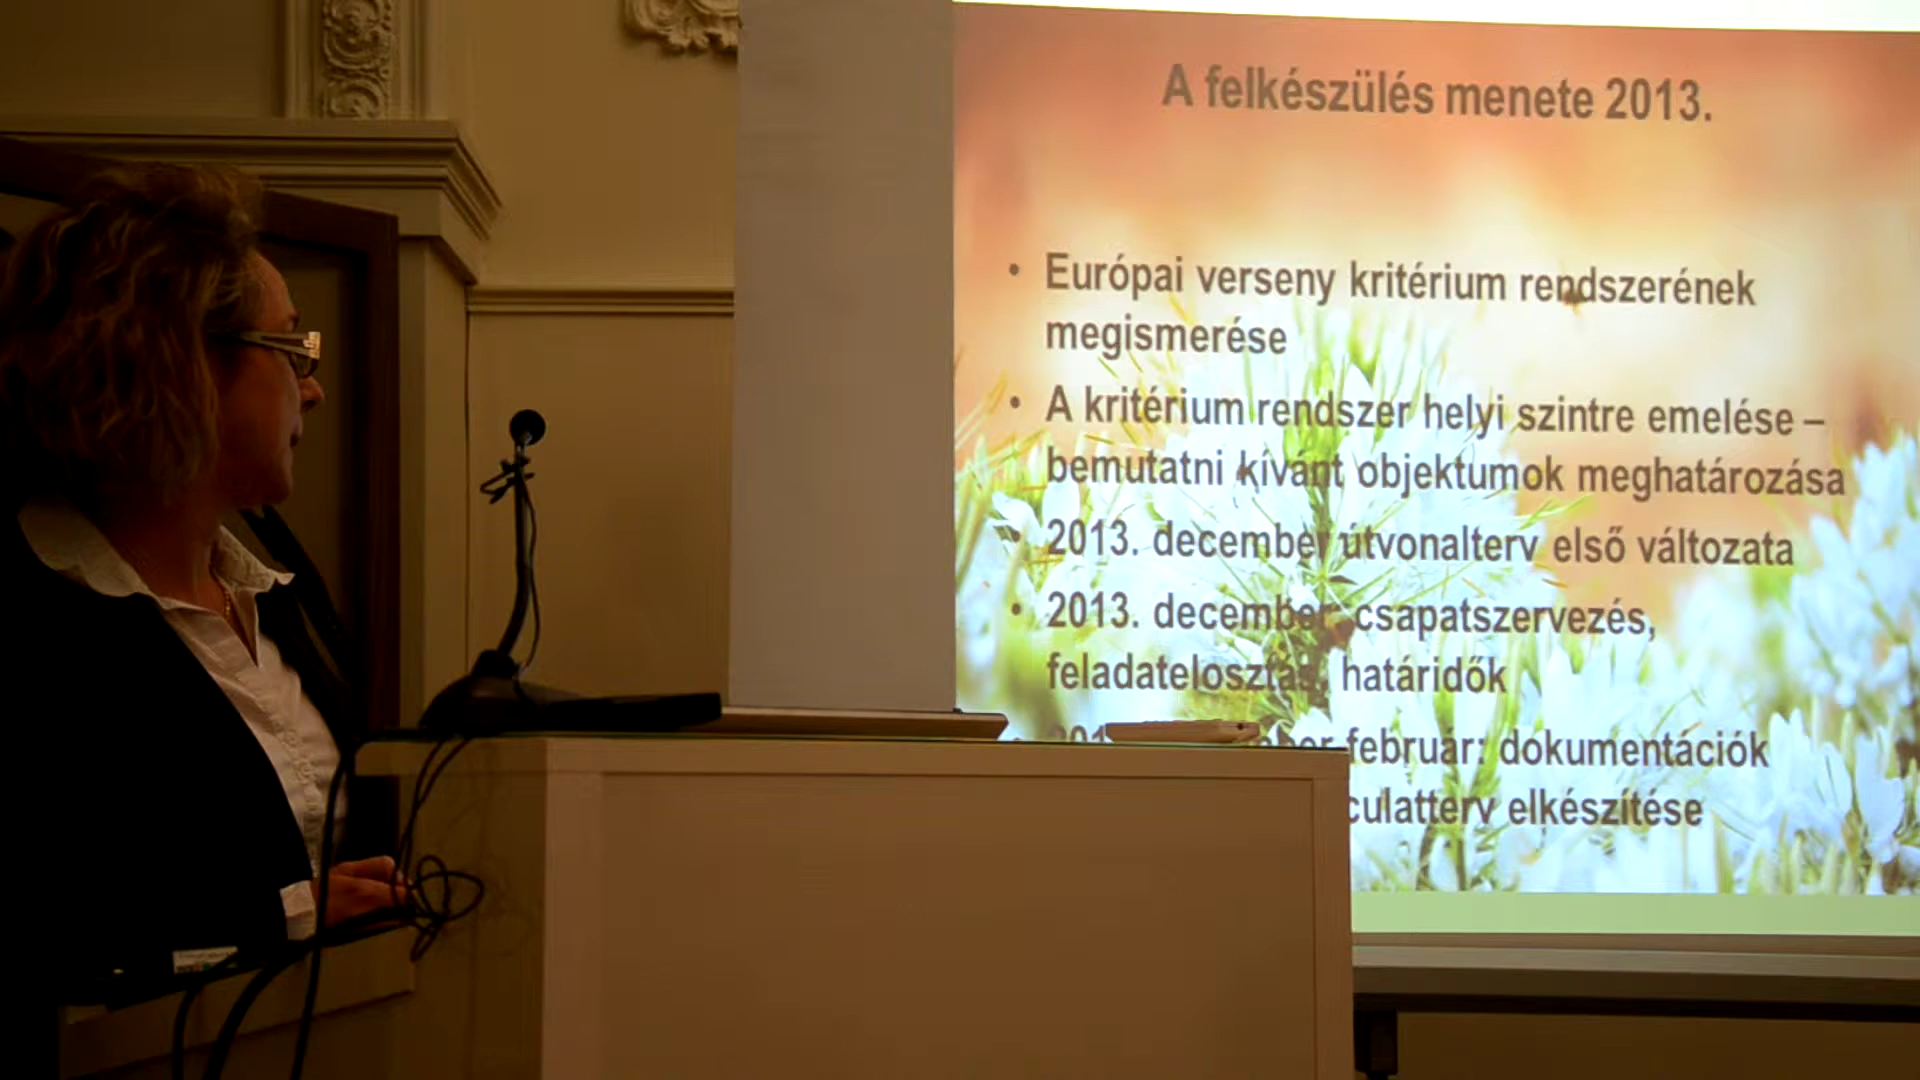 A felkészülés menete 2013.
• Európai verseny kritérium rendszerének
megismerése
• A kritérium rendszer helyi szintre emelése –
bemutatni kívánt objektumok meghatározása
• 2013. december útvonalterv első változata
• 2013. december: csapatszervezés,
feladatelosztás, határidők
február: dokumentációk
elkészítése